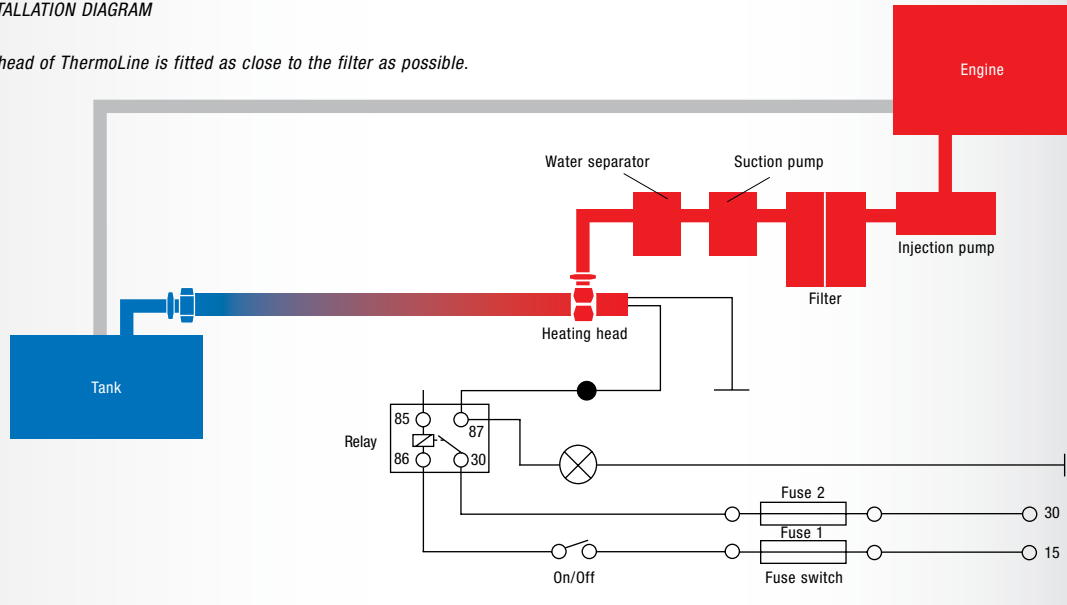 TALLATION DIAGRAM
head of ThermoLine is fitted as close to the filter as possible.
Engine
Water separator
Suction pump
Injection pump
Filter
Heating head
Tank
Relay
85
87
86
30
Fuse 2
30
Fuse 1
15
On/Off
Fuse switch